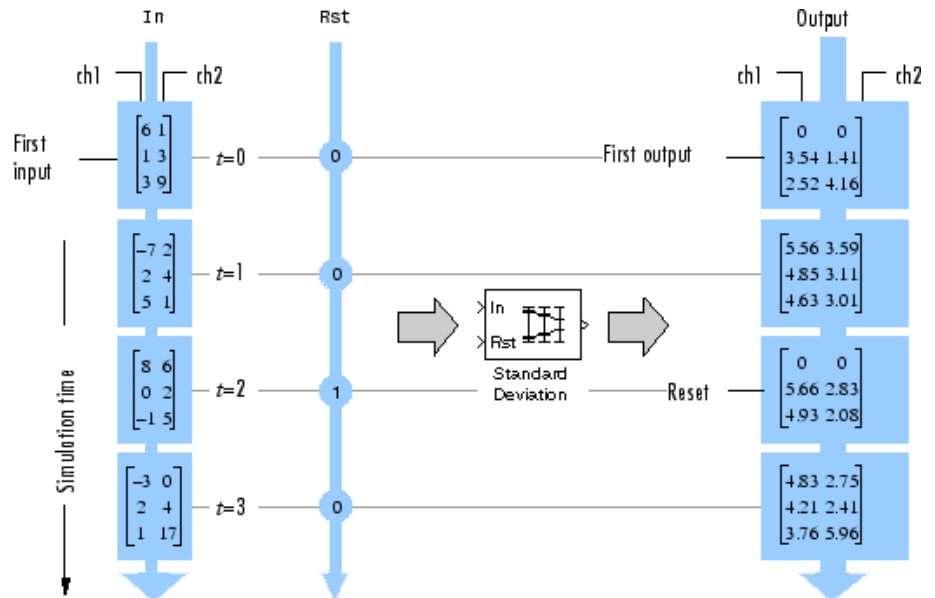 In Rst Output
ch1 ch2 ch1 ch2
First input
6 1
1 3
3 9
t=0
0
First output
0 0
3.54 1.41
2.52 4.16
-7 2
2 4
5 1
t=1
0
5.56 3.59
4.85 3.11
4.63 3.01
In
Rst
Standard
Deviation
Simulation time
8 6
0 2
-1 5
t=2
1
Reset
0 0
5.66 2.83
4.93 2.08
-3 0
2 4
1 17
t=3
0
4.83 2.75
4.21 2.41
3.76 5.96